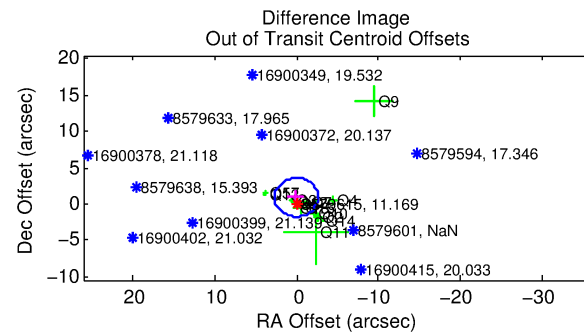 Difference Image
Out of Transit Centroid Offsets
20
15
10
5
0
−5
−10
Dec Offset (arcsec)
16900349, 19.532
Q9
8579633, 17.965
16900372, 20.137
16900378, 21.118
8579594, 17.346
8579638, 15.393
Q4
11.169
16900399, 21.139
Q14
Q11
8579601, NaN
16900402, 21.032
16900415, 20.033
20
10
0
−10
−20
−30
RA Offset (arcsec)